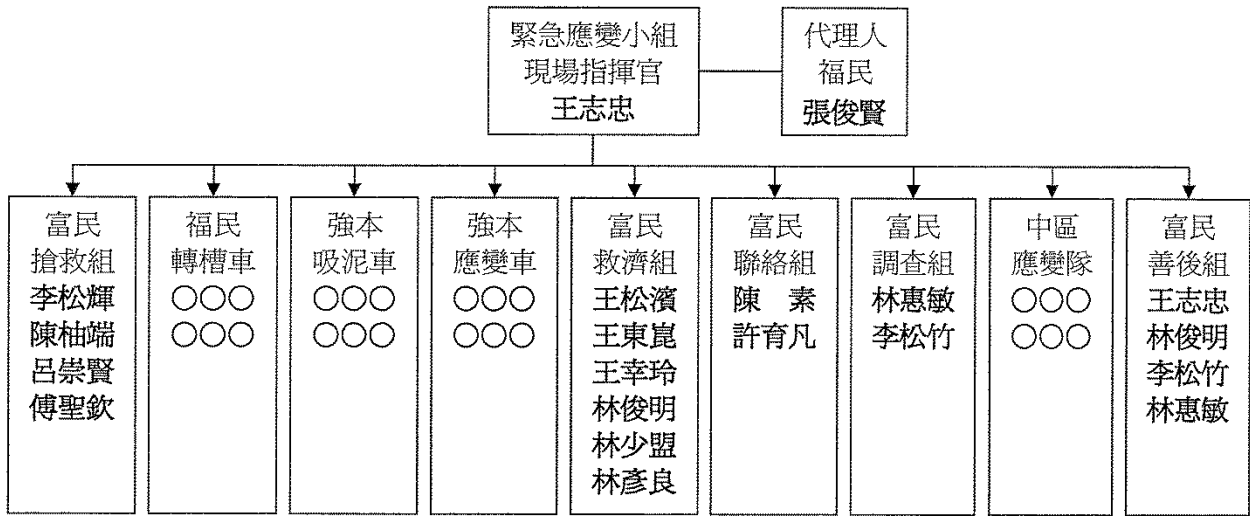 緊急應變小組
現場指揮官
王志忠
代理人
福民
張俊賢
富民
搶救組
李松輝
陳柚端
呂崇賢
傅聖欽
福民
轉槽車
○○○
○○○
強本
吸泥車
○○○
○○○
強本
應變車
○○○
○○○
富民
救濟組
王松濱
王東崑
王幸玲
林俊明
林少盟
林彥良
富民
聯絡組
陳　素
許育凡
富民
調查組
林惠敏
李松竹
中區
應變隊
○○○
○○○
富民
善後組
王志忠
林俊明
李松竹
林惠敏